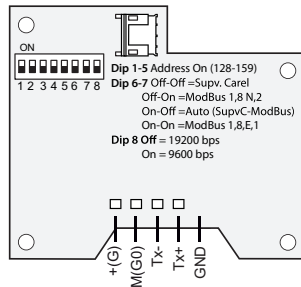 ON
1 2 3 4 5 6 7 8
Dip 1-5 Address On (128-159)
Dip 6-7 Off-Off =Supv. Carel
Off-On =ModBus 1,8 N,2
On-Off =Auto (SupvC-ModBus)
On-On =ModBus 1,8,E,1
Dip 8 Off = 19200 bps
On = 9600 bps
+(G)
M(G0)
Tx-
Tx+
GND